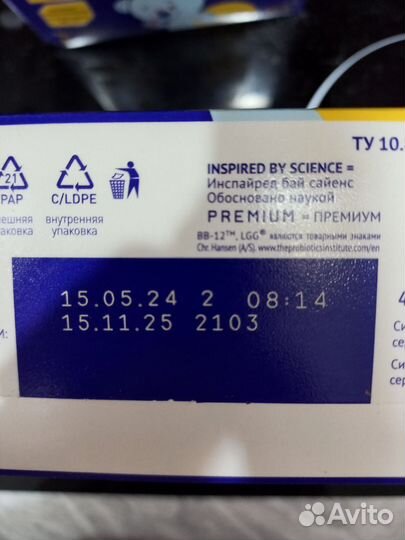 ТУ 10.
21
PAP
C/LDPE
внутренняя
упаковка
INSPIRED BY SCIENCE =
Инспайред бай сайенс
Обосновано наукой
PREMIUM = ПРЕМИУМ
BB-12™, LGG® являются товарными знаками
Chr. Hansen (A/S). www.theprobioticsinstitute.com/en
15.05.24 2 08:14
15.11.25 2103
Avito